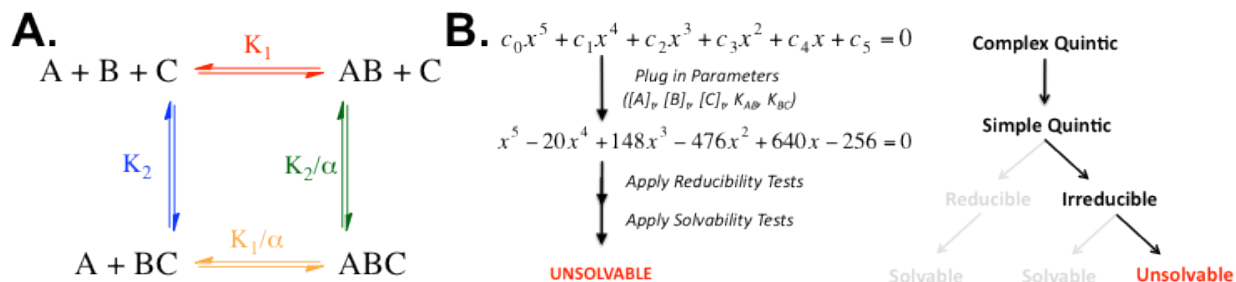 A.
K₁
A + B + C
AB + C
K₂
K₂/α
K₁/α
A + BC
ABC
B.
c₀x⁵ + c₁x⁴ + c₂x³ + c₃x² + c₄x + c₅ = 0
Plug in Parameters
([A]ₜ, [B]ₜ, [C]ₜ, K_AB, K_BC)
x⁵ − 20x⁴ + 148x³ − 476x² + 640x − 256 = 0
Apply Reducibility Tests
Apply Solvability Tests
UNSOLVABLE
Complex Quintic
Simple Quintic
Reducible
Irreducible
Solvable
Solvable
Unsolvable